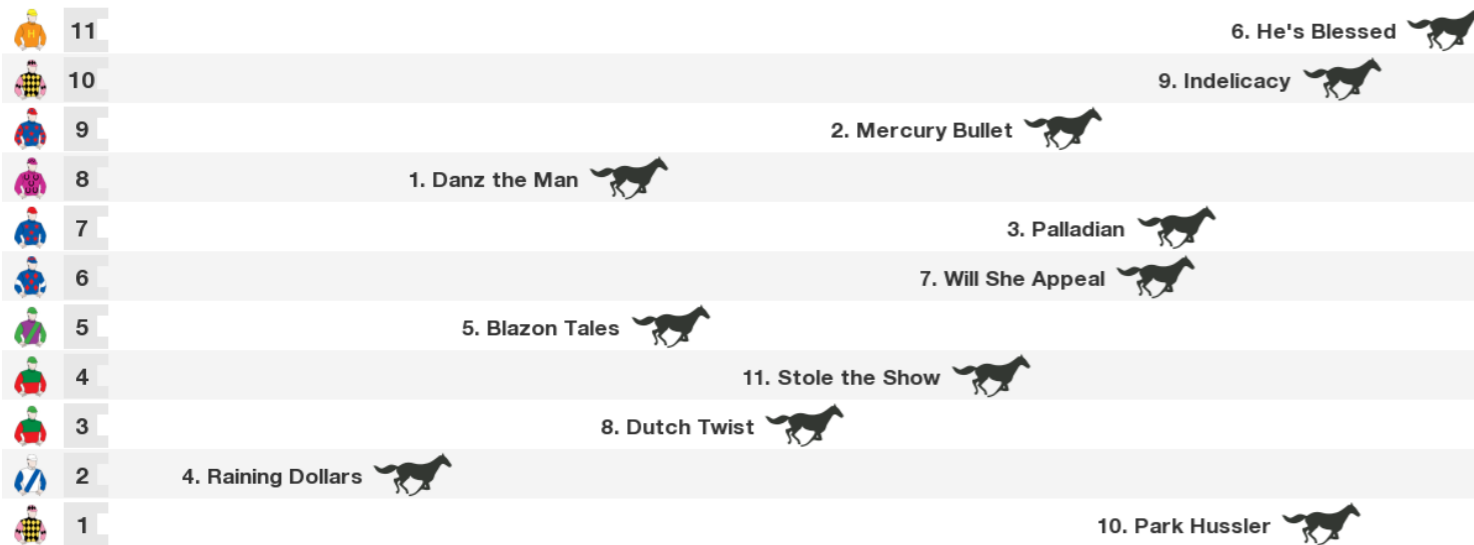 11 6. He's Blessed
10 9. Indelicacy
9 2. Mercury Bullet
8 1. Danz the Man
7 3. Palladian
6 7. Will She Appeal
5 5. Blazon Tales
4 11. Stole the Show
3 8. Dutch Twist
2 4. Raining Dollars
1 10. Park Hussler